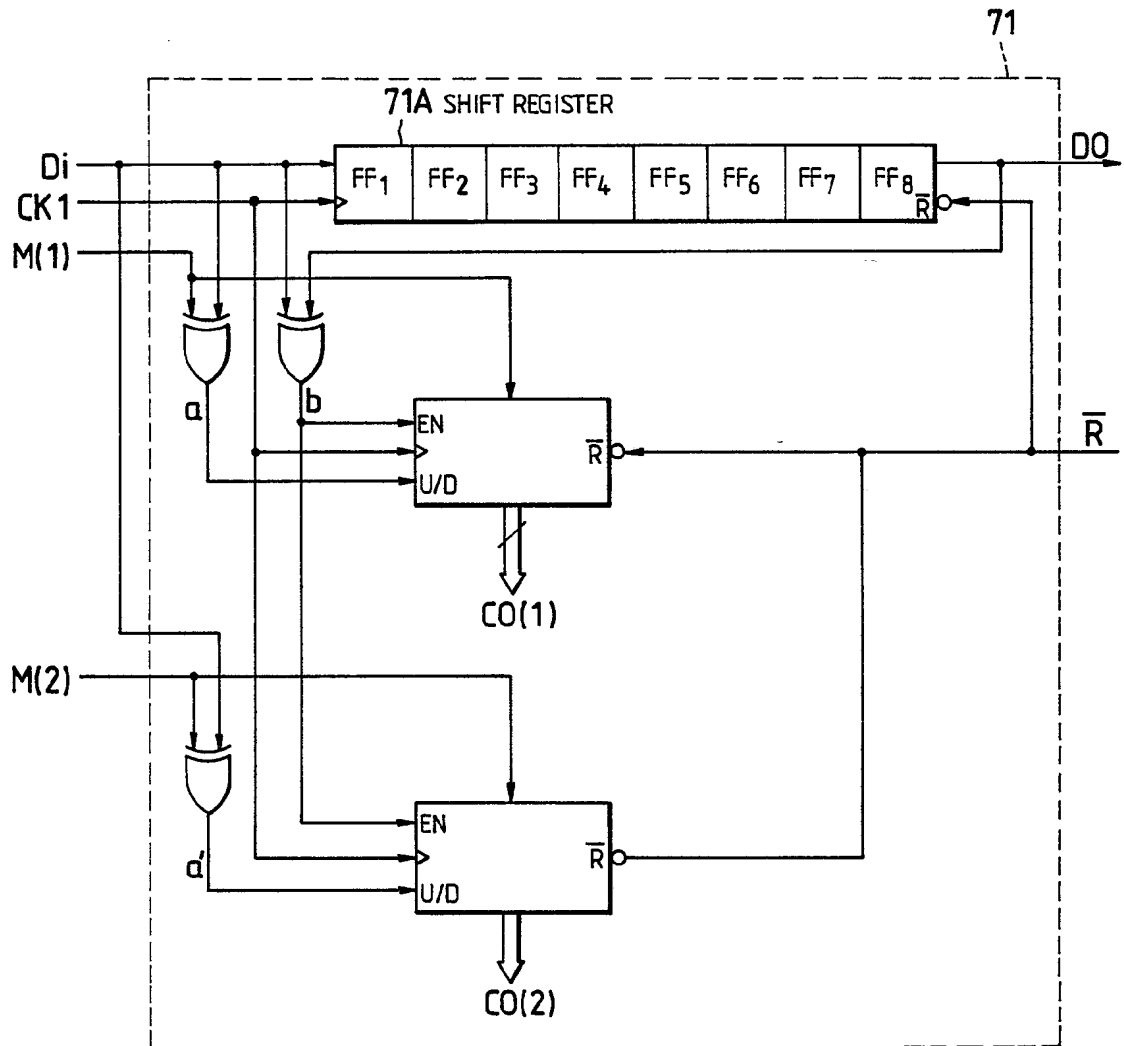 71
71A SHIFT REGISTER
Di
CK1
M(1)
FF1 FF2 FF3 FF4 FF5 FF6 FF7 FF8
R̅
DO
a
b
EN
U/D
R̅
R̅
CO(1)
M(2)
a'
EN
U/D
R̅
CO(2)